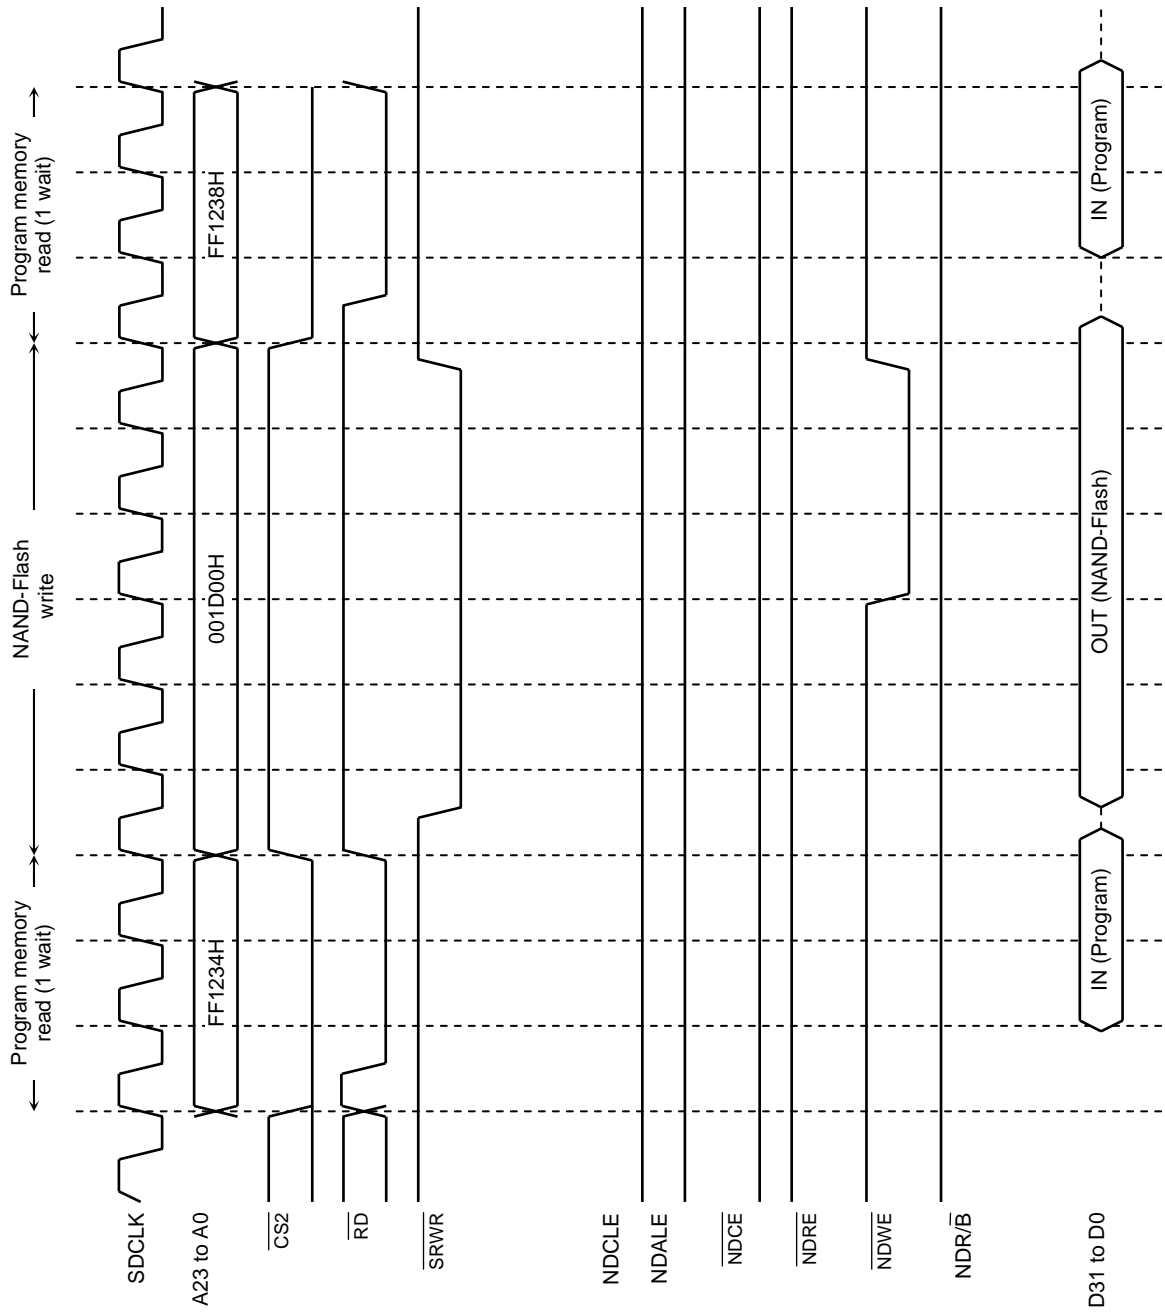 Program memory
read (1 wait)
NAND-Flash
write
Program memory
read (1 wait)
SDCLK
A23 to A0
FF1234H
001D00H
FF1238H
CS2
RD
SRWR
NDCLE
NDALE
NDCE
NDRE
NDWE
NDR/B
D31 to D0
IN (Program)
OUT (NAND-Flash)
IN (Program)